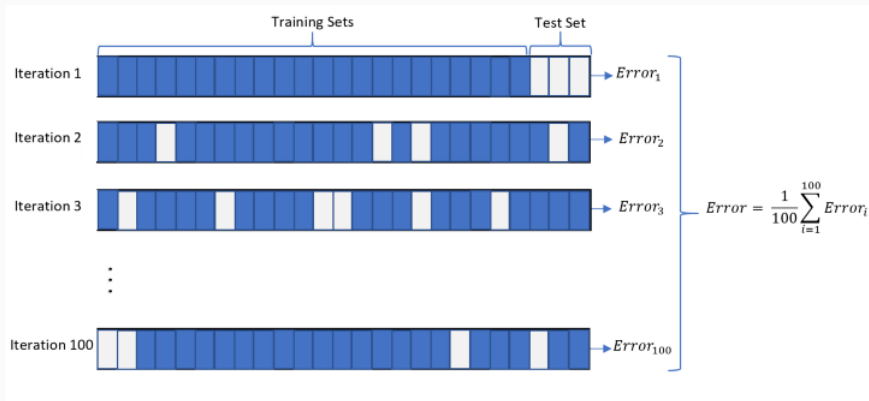 Training Sets
Test Set
Iteration 1
Error₁
Iteration 2
Error₂
Iteration 3
Error₃
Error = 1/100 ∑_{i=1}^{100} Errorᵢ
⋮
Iteration 100
Error₁₀₀